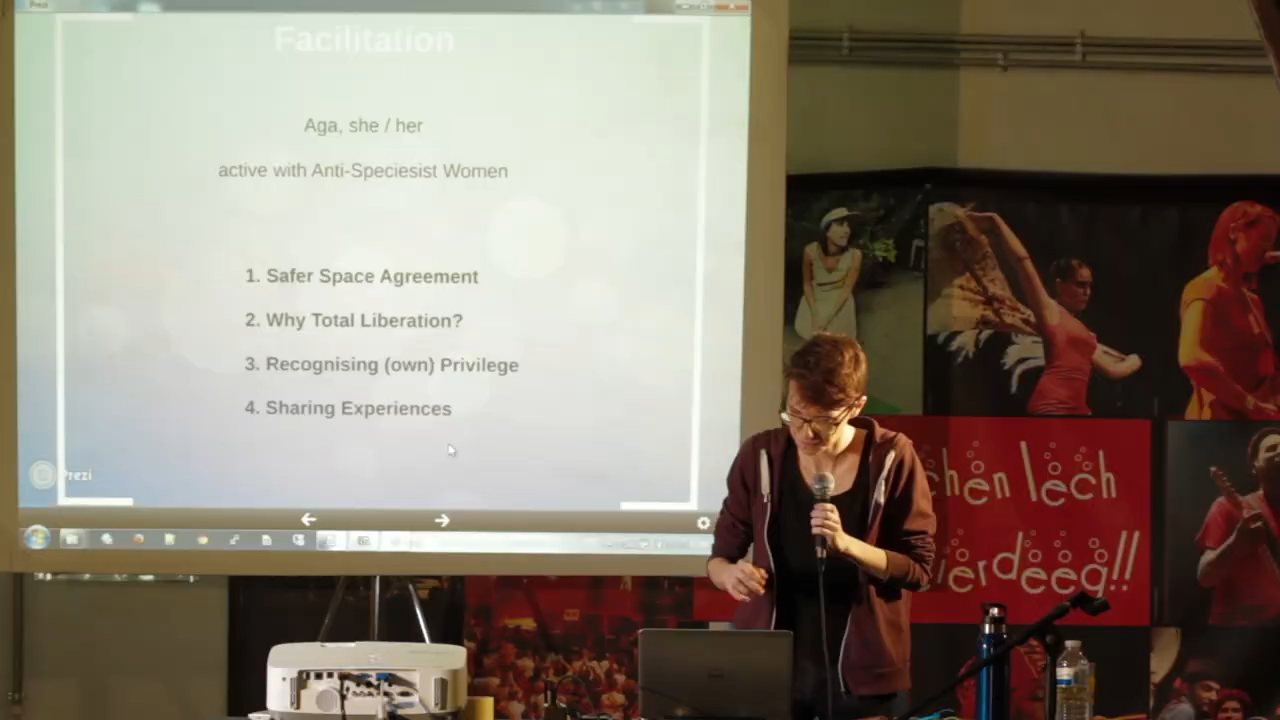 Prezi
Facilitation
Aga, she / her
active with Anti-Speciesist Women
1. Safer Space Agreement
2. Why Total Liberation?
3. Recognising (own) Privilege
4. Sharing Experiences
Prezi
chen lech
ierdeeg!!